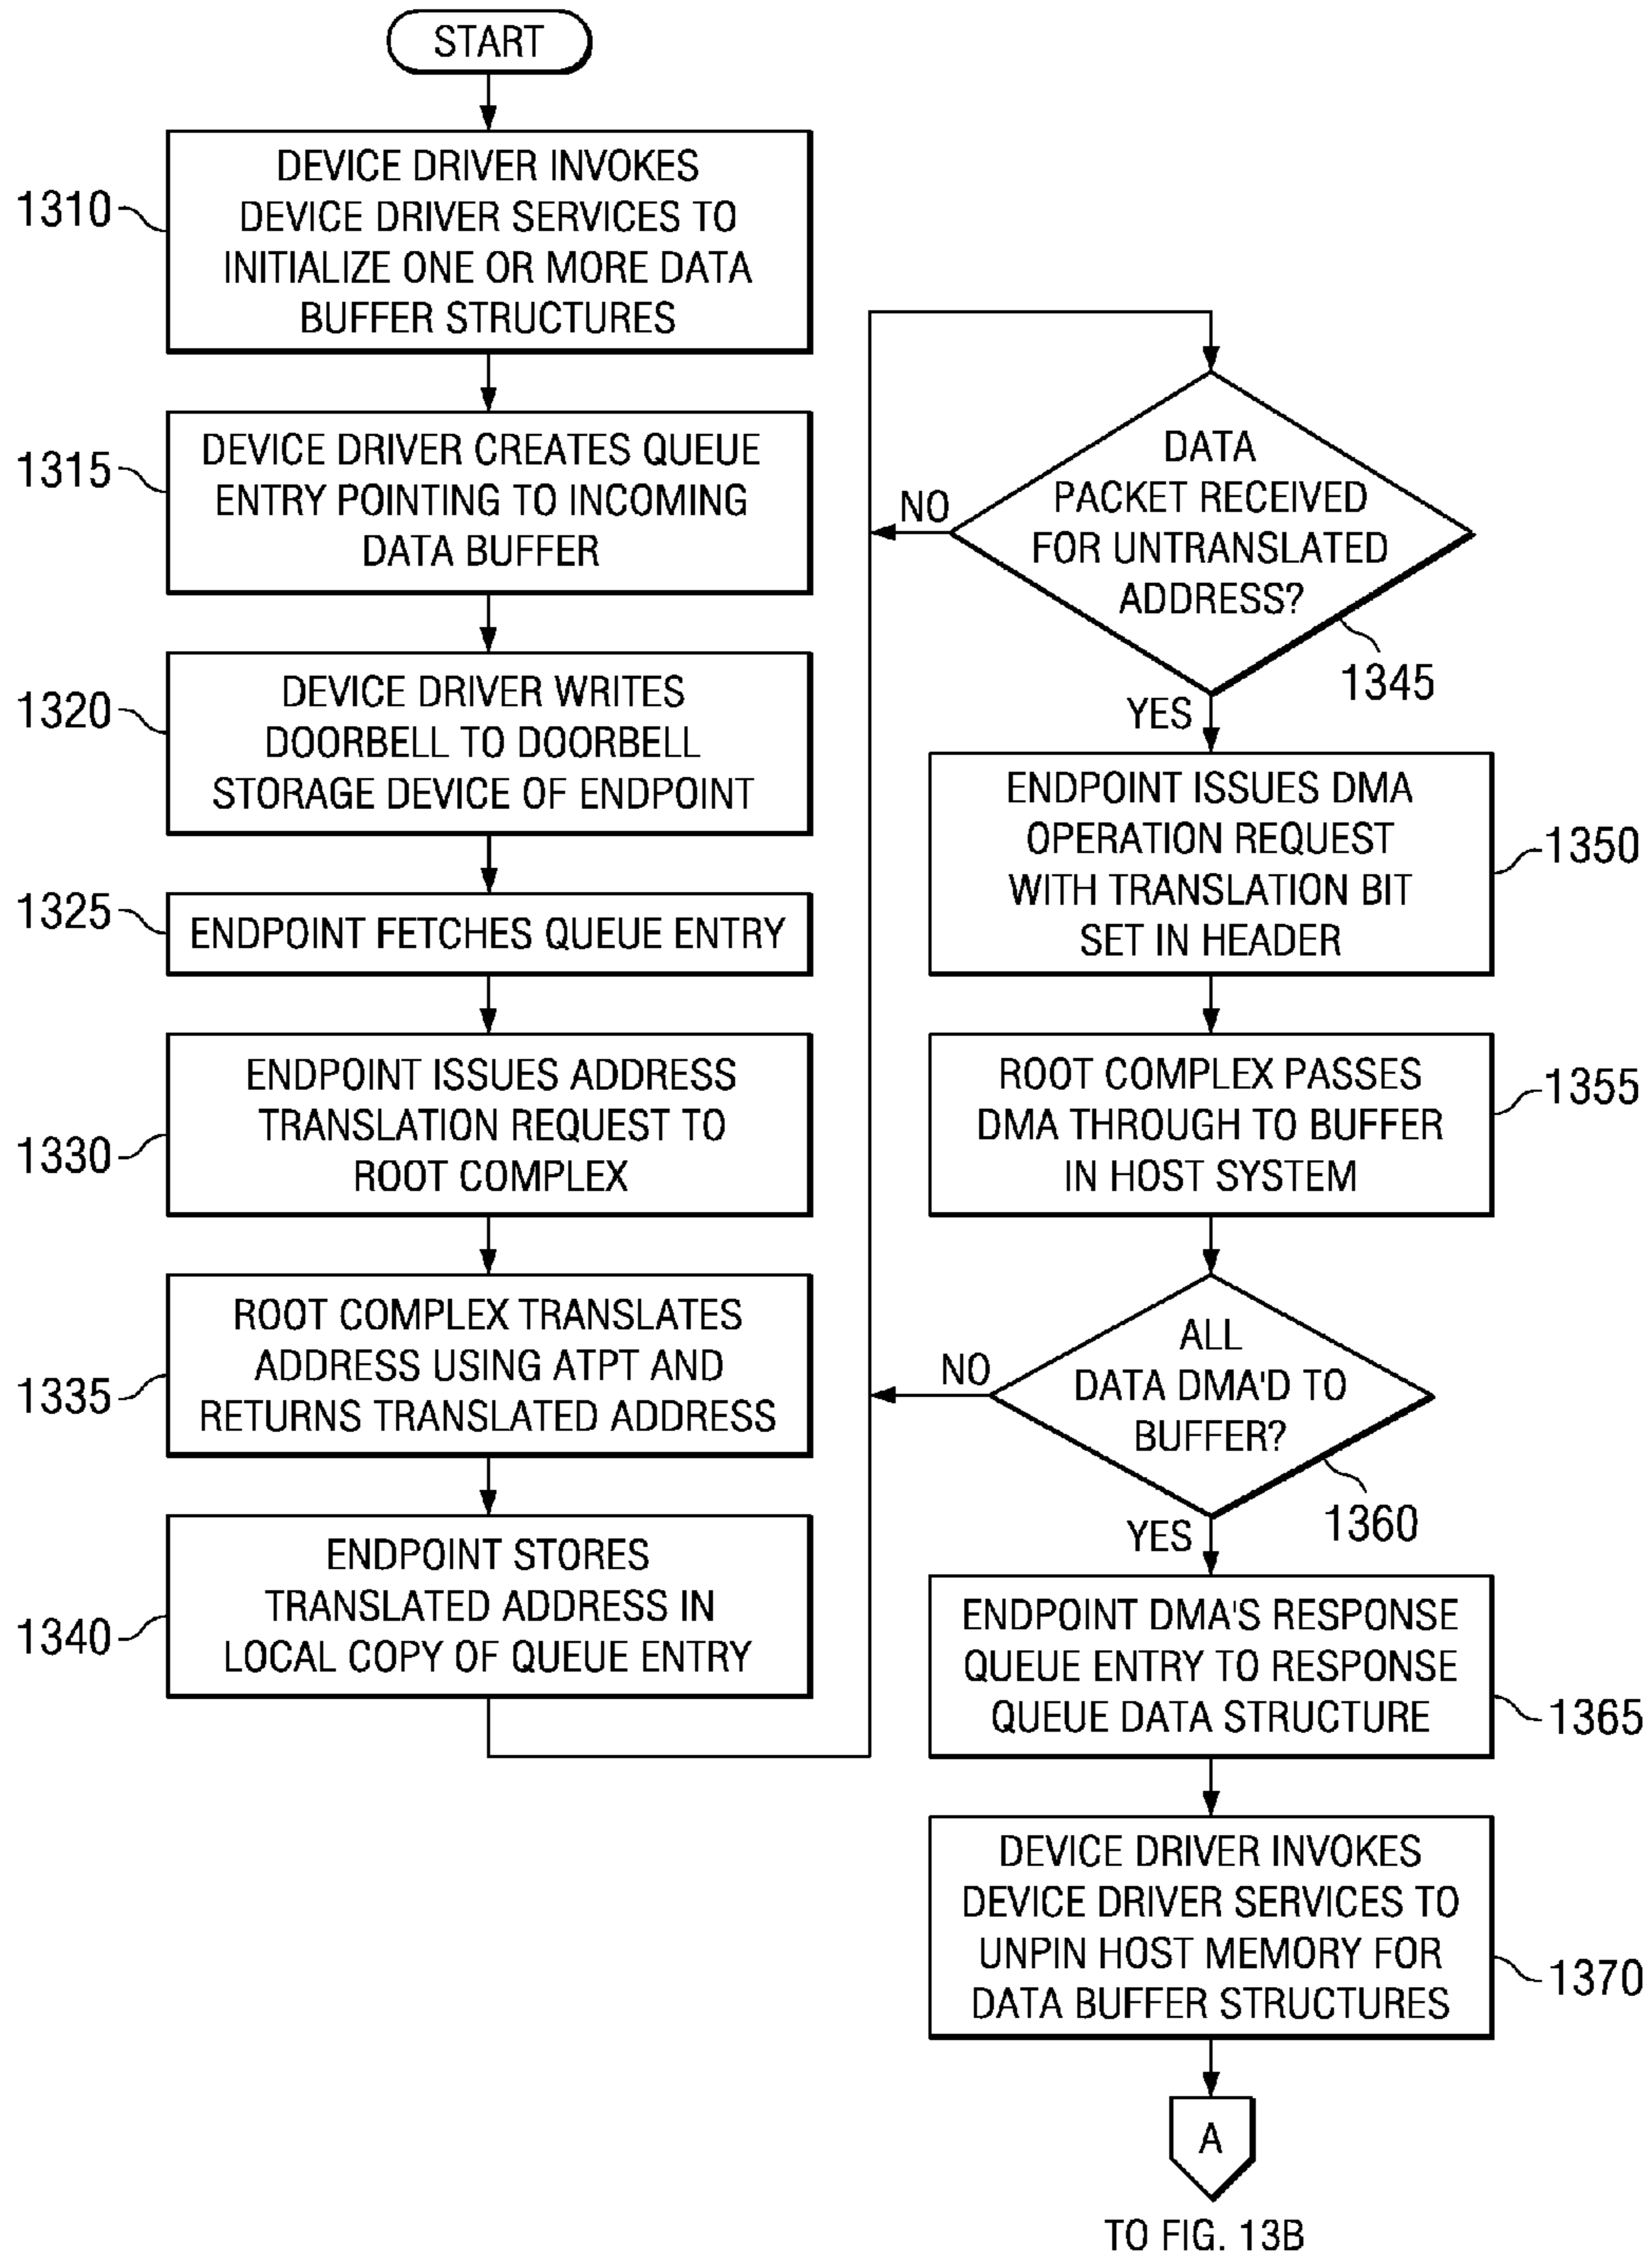 START
1310
DEVICE DRIVER INVOKES
DEVICE DRIVER SERVICES TO
INITIALIZE ONE OR MORE DATA
BUFFER STRUCTURES
1315
DEVICE DRIVER CREATES QUEUE
ENTRY POINTING TO INCOMING
DATA BUFFER
1320
DEVICE DRIVER WRITES
DOORBELL TO DOORBELL
STORAGE DEVICE OF ENDPOINT
1325
ENDPOINT FETCHES QUEUE ENTRY
1330
ENDPOINT ISSUES ADDRESS
TRANSLATION REQUEST TO
ROOT COMPLEX
1335
ROOT COMPLEX TRANSLATES
ADDRESS USING ATPT AND
RETURNS TRANSLATED ADDRESS
1340
ENDPOINT STORES
TRANSLATED ADDRESS IN
LOCAL COPY OF QUEUE ENTRY
DATA
PACKET RECEIVED
FOR UNTRANSLATED
ADDRESS?
NO
1345
YES
ENDPOINT ISSUES DMA
OPERATION REQUEST
WITH TRANSLATION BIT
SET IN HEADER
1350
ROOT COMPLEX PASSES
DMA THROUGH TO BUFFER
IN HOST SYSTEM
1355
ALL
DATA DMA'D TO
BUFFER?
NO
1360
YES
ENDPOINT DMA'S RESPONSE
QUEUE ENTRY TO RESPONSE
QUEUE DATA STRUCTURE
1365
DEVICE DRIVER INVOKES
DEVICE DRIVER SERVICES TO
UNPIN HOST MEMORY FOR
DATA BUFFER STRUCTURES
1370
A
TO FIG. 13B